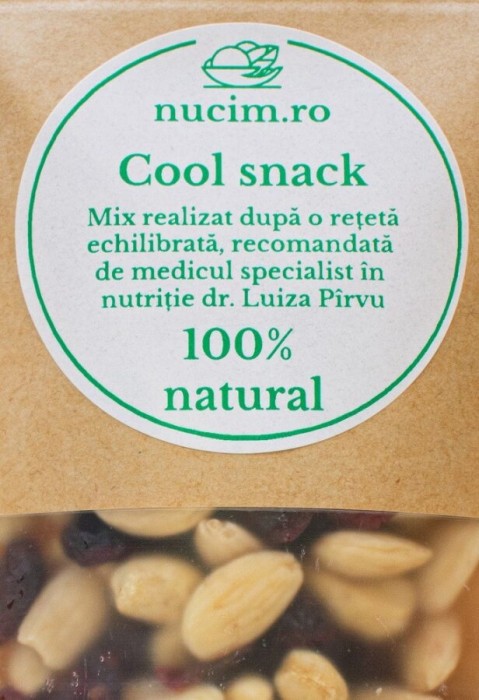 nucim.ro
Cool snack
Mix realizat după o rețetă
echilibrată, recomandată
de medicul specialist în
nutriție dr. Luiza Pîrvu
100%
natural